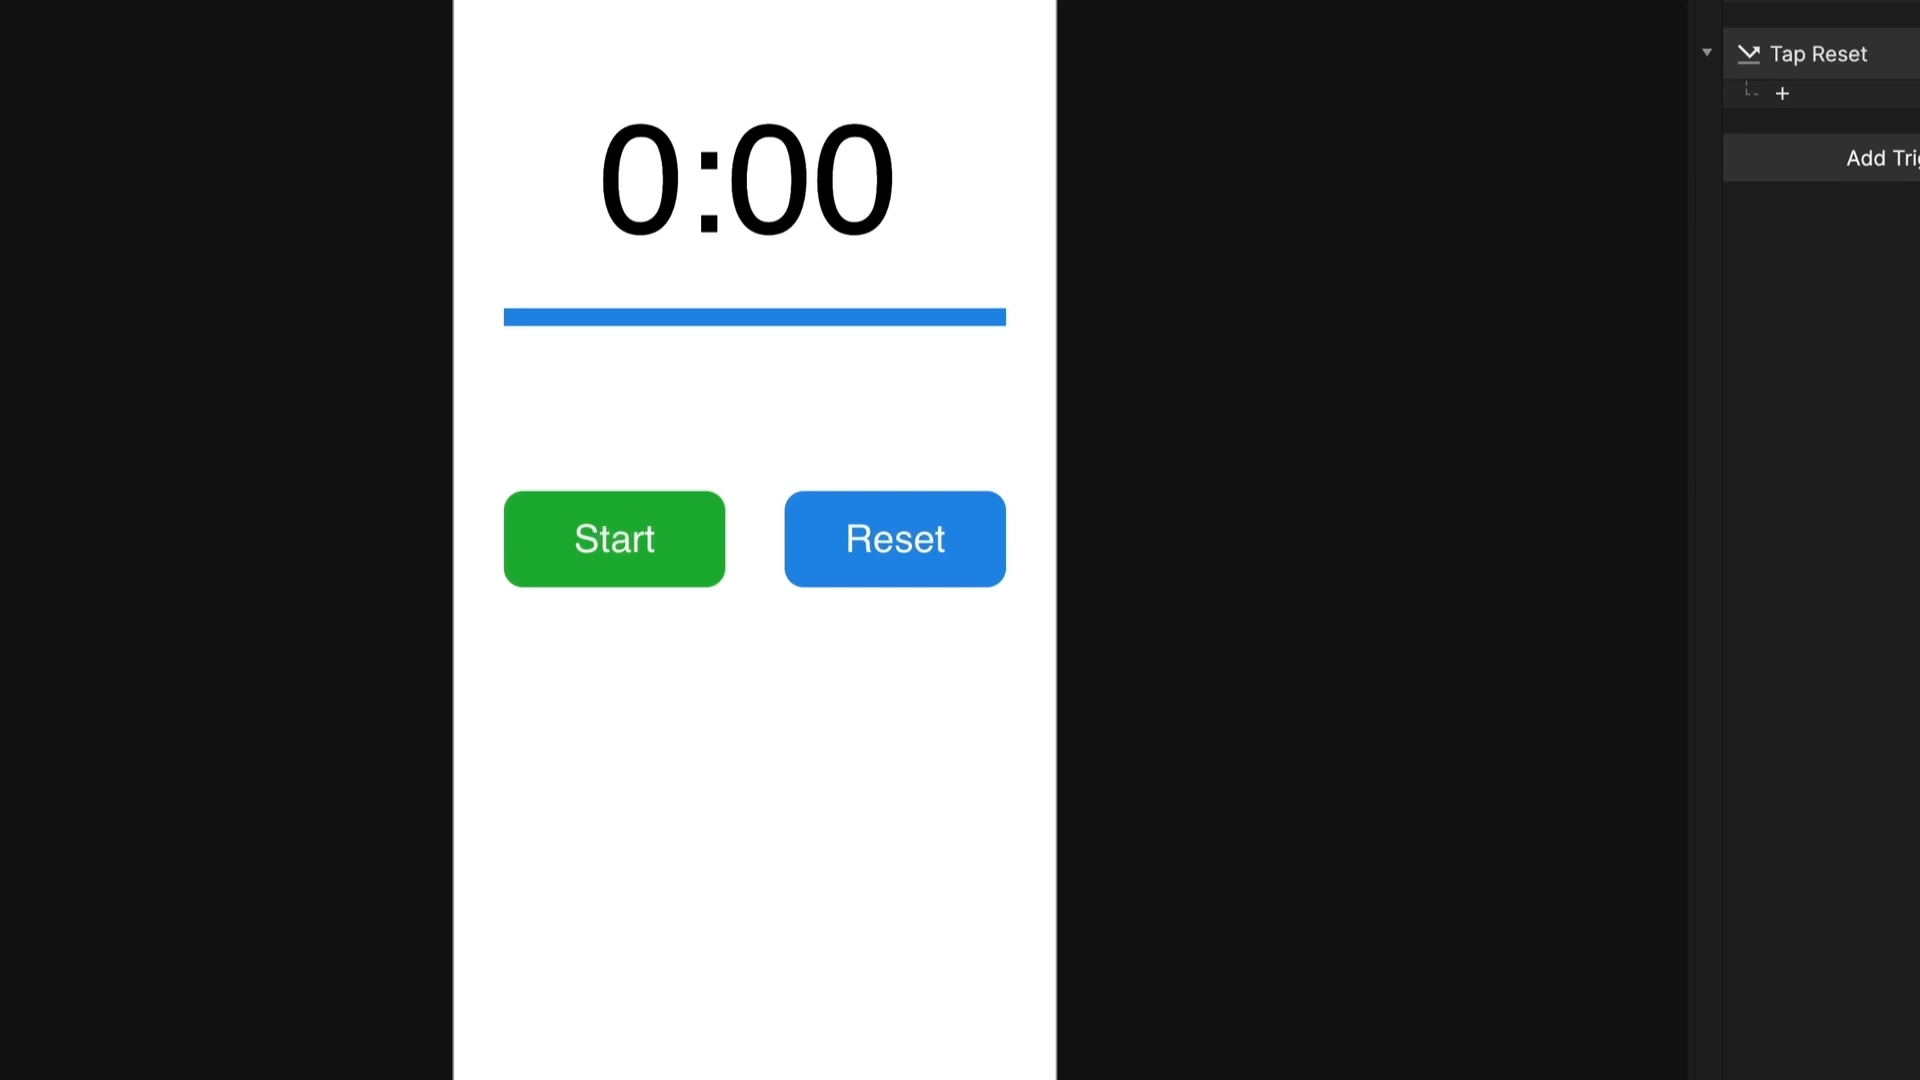 Tap Reset
+
Add Tri
0:00
Start
Reset